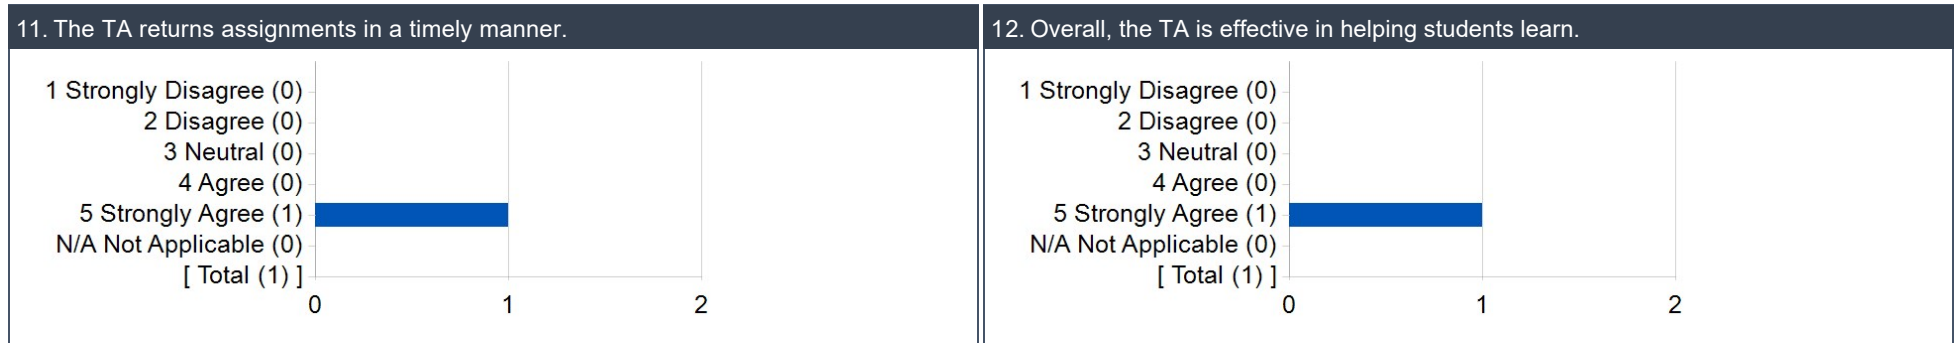 11. The TA returns assignments in a timely manner.
1 Strongly Disagree (0)
2 Disagree (0)
3 Neutral (0)
4 Agree (0)
5 Strongly Agree (1)
N/A Not Applicable (0)
[ Total (1) ]
0 1 2
12. Overall, the TA is effective in helping students learn.
1 Strongly Disagree (0)
2 Disagree (0)
3 Neutral (0)
4 Agree (0)
5 Strongly Agree (1)
N/A Not Applicable (0)
[ Total (1) ]
0 1 2